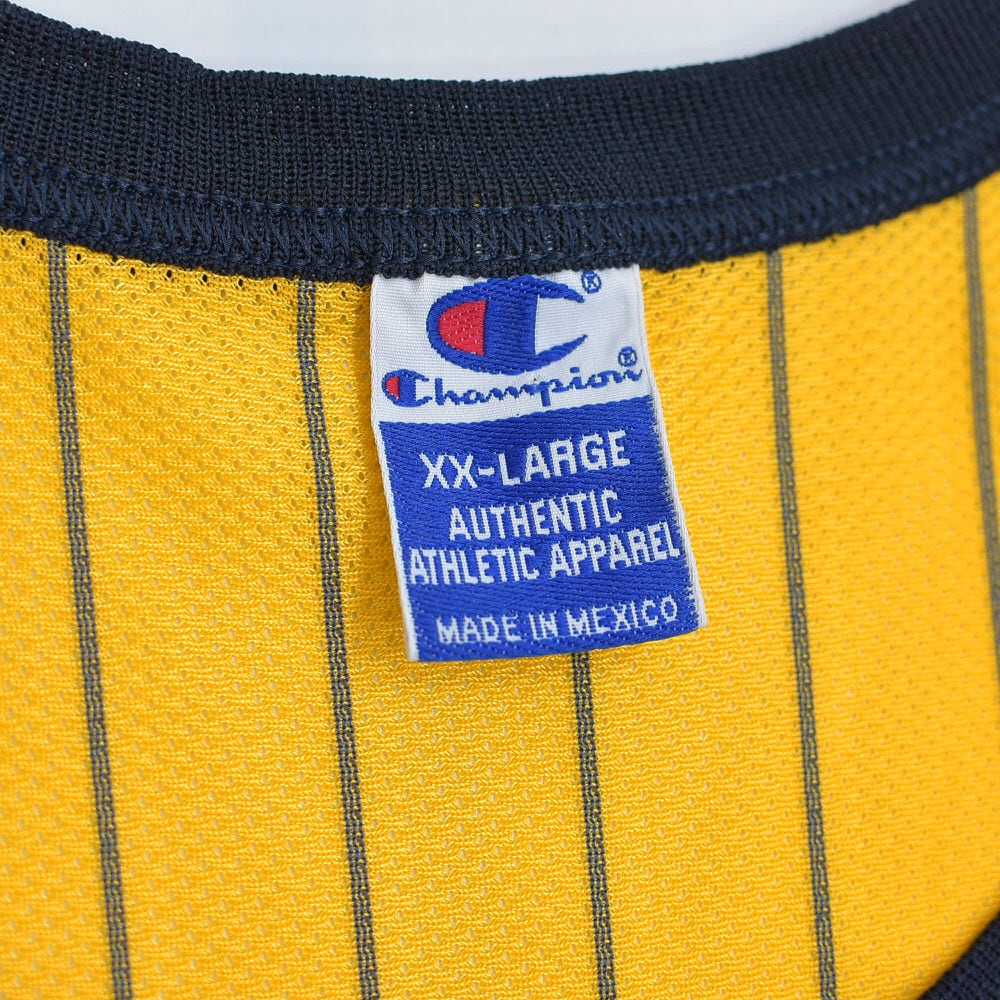 ®
Champion®
XX-LARGE
AUTHENTIC
ATHLETIC APPAREL
MADE IN MEXICO